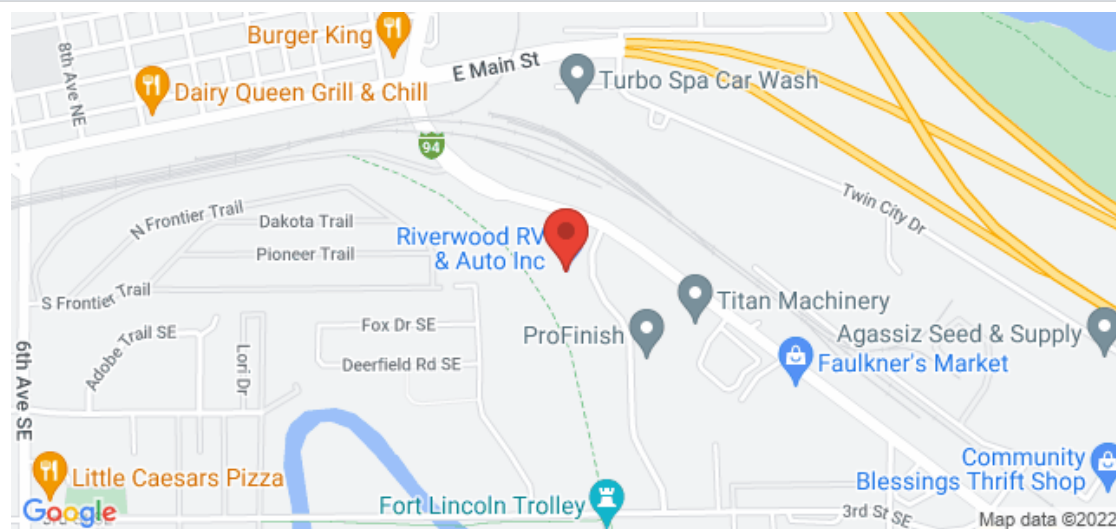 8th Ave NE
Burger King
E Main St
Dairy Queen Grill & Chill
Turbo Spa Car Wash
94
Twin City Dr
N Frontier Trail
Dakota Trail
Riverwood RV
& Auto Inc
Pioneer Trail
S Frontier Trail
Titan Machinery
Adobe Trail SE
Fox Dr SE
ProFinish
Agassiz Seed & Supply
6th Ave SE
Lori Dr
Deerfield Rd SE
Faulkner's Market
Little Caesars Pizza
Community
Blessings Thrift Shop
Google
Fort Lincoln Trolley
3rd St SE
Map data ©2022